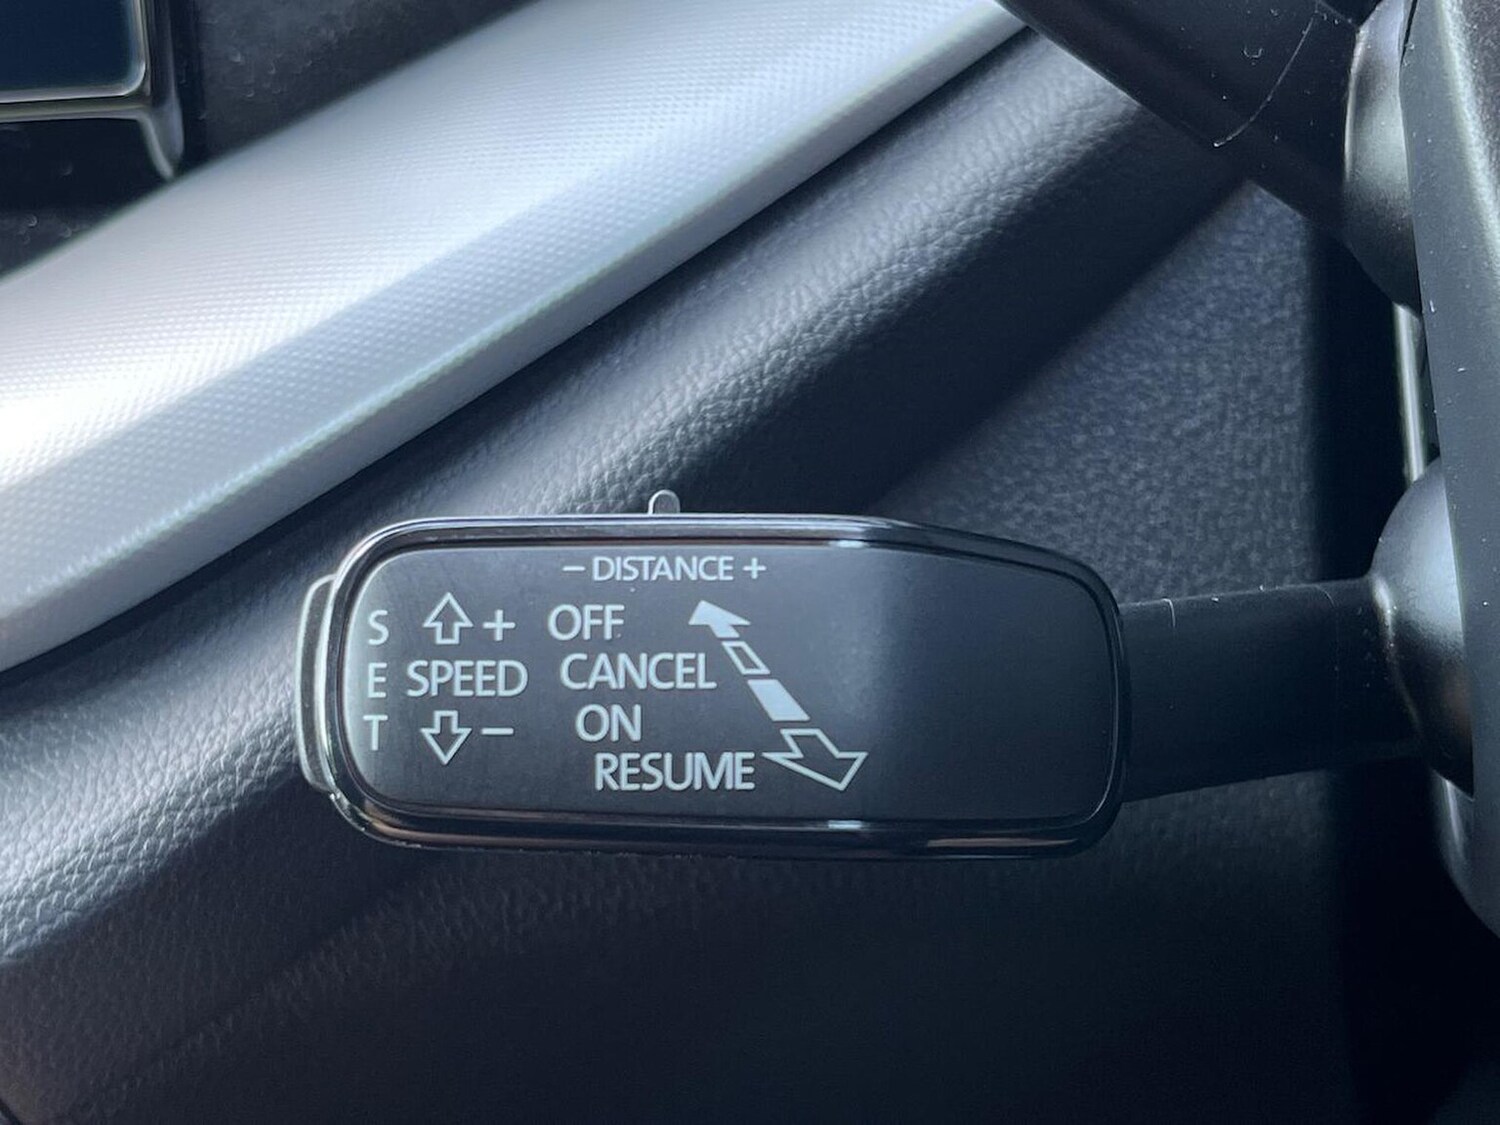 − DISTANCE +
S + OFF
E SPEED CANCEL
T − ON
RESUME